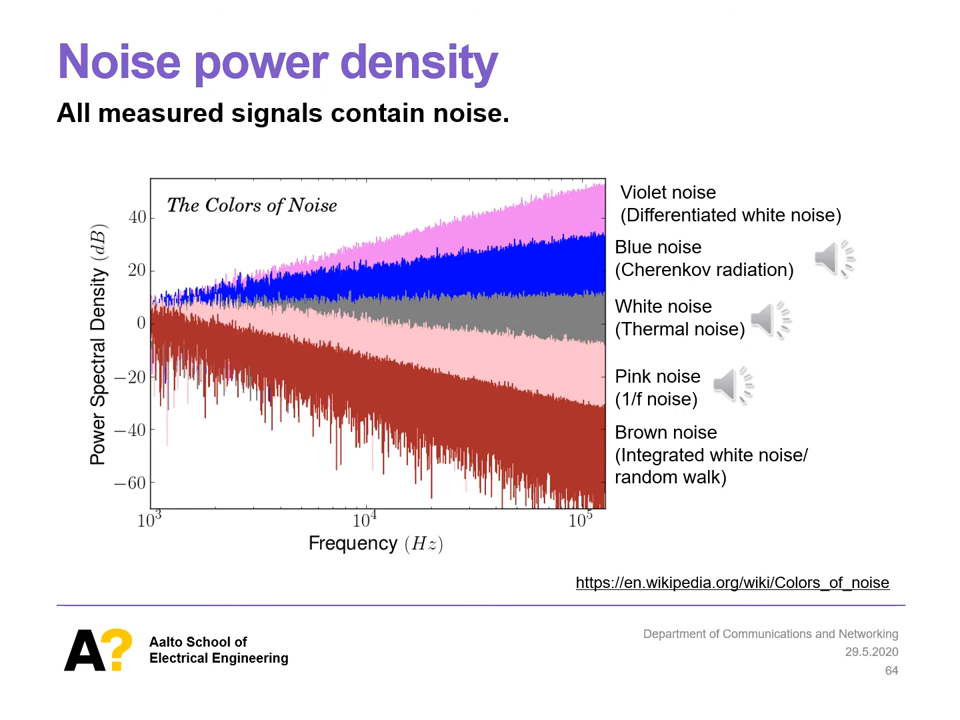 Noise power density
All measured signals contain noise.
The Colors of Noise
Power Spectral Density (dB)
40
20
0
−20
−40
−60
10³
10⁴
10⁵
Frequency (Hz)
Violet noise
(Differentiated white noise)
Blue noise
(Cherenkov radiation)
White noise
(Thermal noise)
Pink noise
(1/f noise)
Brown noise
(Integrated white noise/
random walk)
https://en.wikipedia.org/wiki/Colors_of_noise
A?
Aalto School of
Electrical Engineering
Department of Communications and Networking
29.5.2020
64